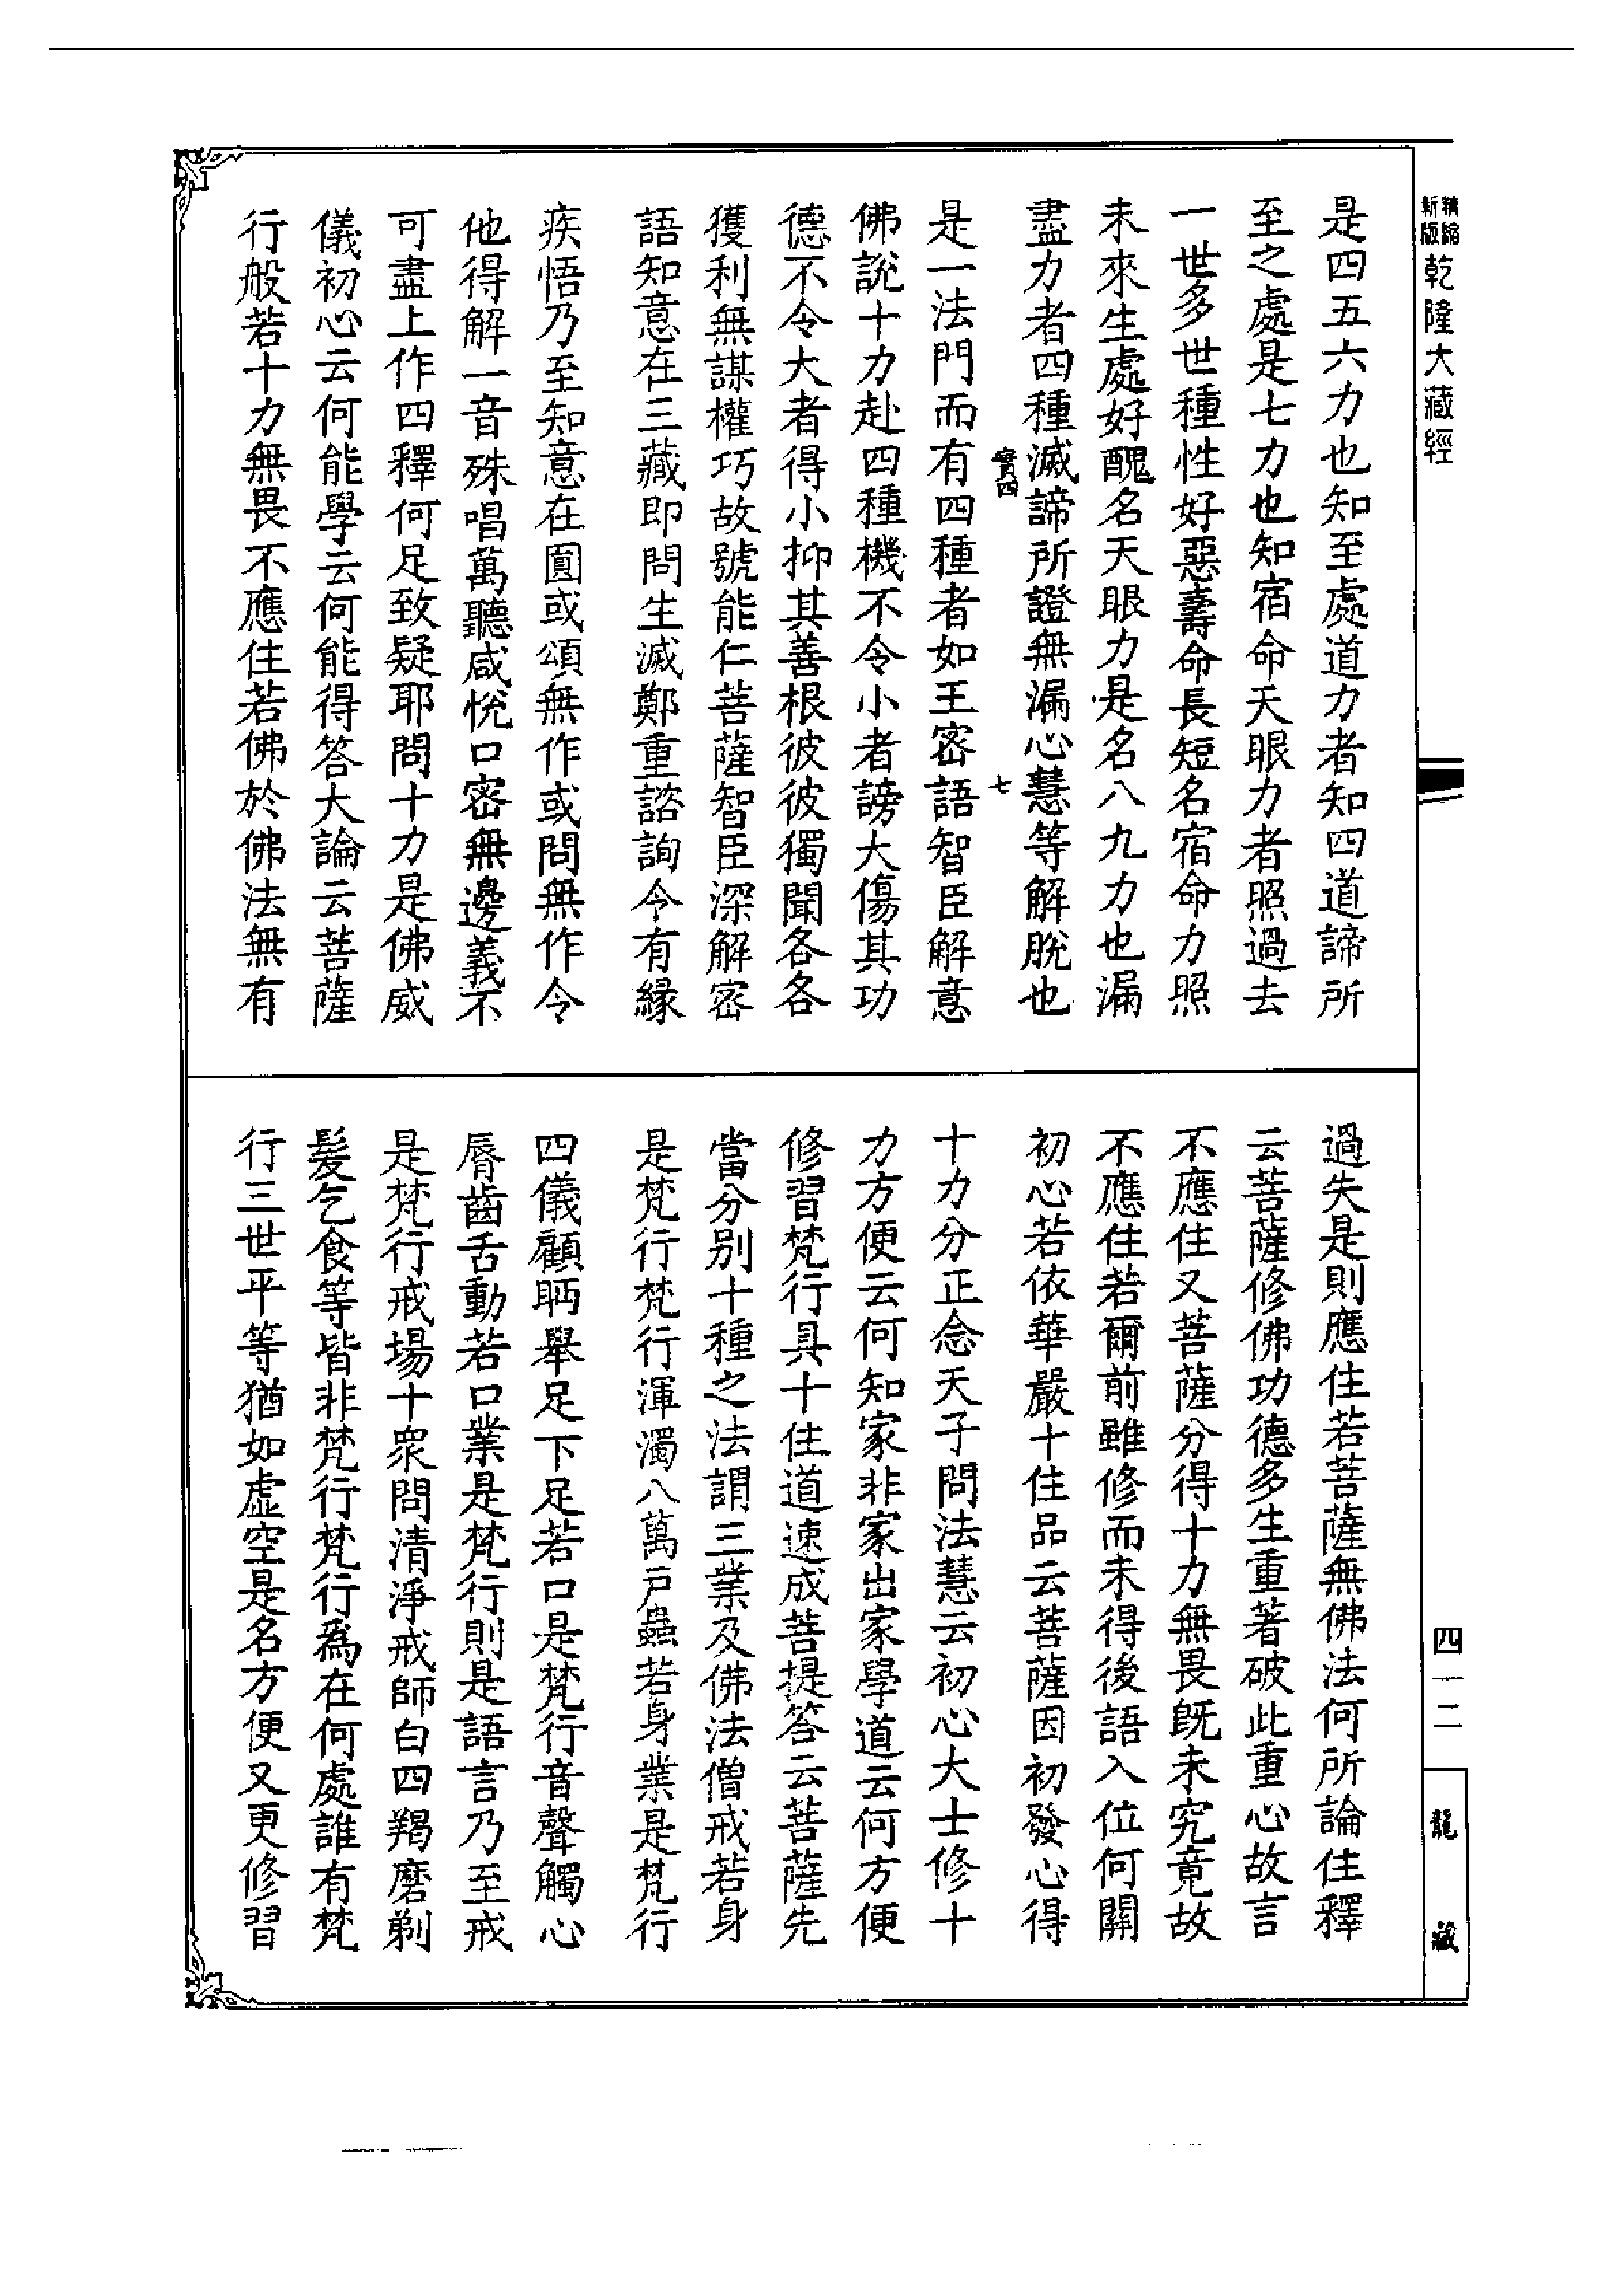 新版精縮
乾隆大藏經
是四五六力也知至處道力者知四道諦所
至之處是七力也知宿命天眼力者照過去
一世多世種性好惡壽命長短名宿命力照
未來生處好醜名天眼力是名八九力也漏
盡力者四種滅諦所證無漏心慧等解脫也
實四
七
是一法門而有四種者如王密語智臣解意
佛說十力赴四種機不令小者謗大傷其功
德不令大者得小抑其善根彼彼獨聞各各
獲利無謀權巧故號能仁菩薩智臣深解密
語知意在三藏即問生滅鄭重諮詢令有緣
疾悟乃至知意在圓或頌無作或問無作令
他得解一音殊唱萬聽咸悅口密無邊義不
可盡上作四釋何足致疑耶問十力是佛威
儀初心云何能學云何能得答大論云菩薩
行般若十力無畏不應住若佛於佛法無有
過失是則應住若菩薩無佛法何所論住釋
云菩薩修佛功德多生重著破此重心故言
不應住又菩薩分得十力無畏既未究竟故
不應住若爾前雖修而未得後語入位何關
初心若依華嚴十住品云菩薩因初發心得
十力分正念天子問法慧云初心大士修十
力方便云何知家非家出家學道云何方便
修習梵行具十住道速成菩提答云菩薩先
當分別十種之法謂三業及佛法僧戒若身
是梵行梵行渾濁八萬戶蟲若身業是梵行
四儀顧眄舉足下足若口是梵行音聲觸心
脣齒舌動若口業是梵行則是語言乃至戒
是梵行戒場十眾問清淨戒師白四羯磨剃
髮乞食等皆非梵行梵行為在何處誰有梵
行三世平等猶如虛空是名方便又更修習
四一二
龍藏